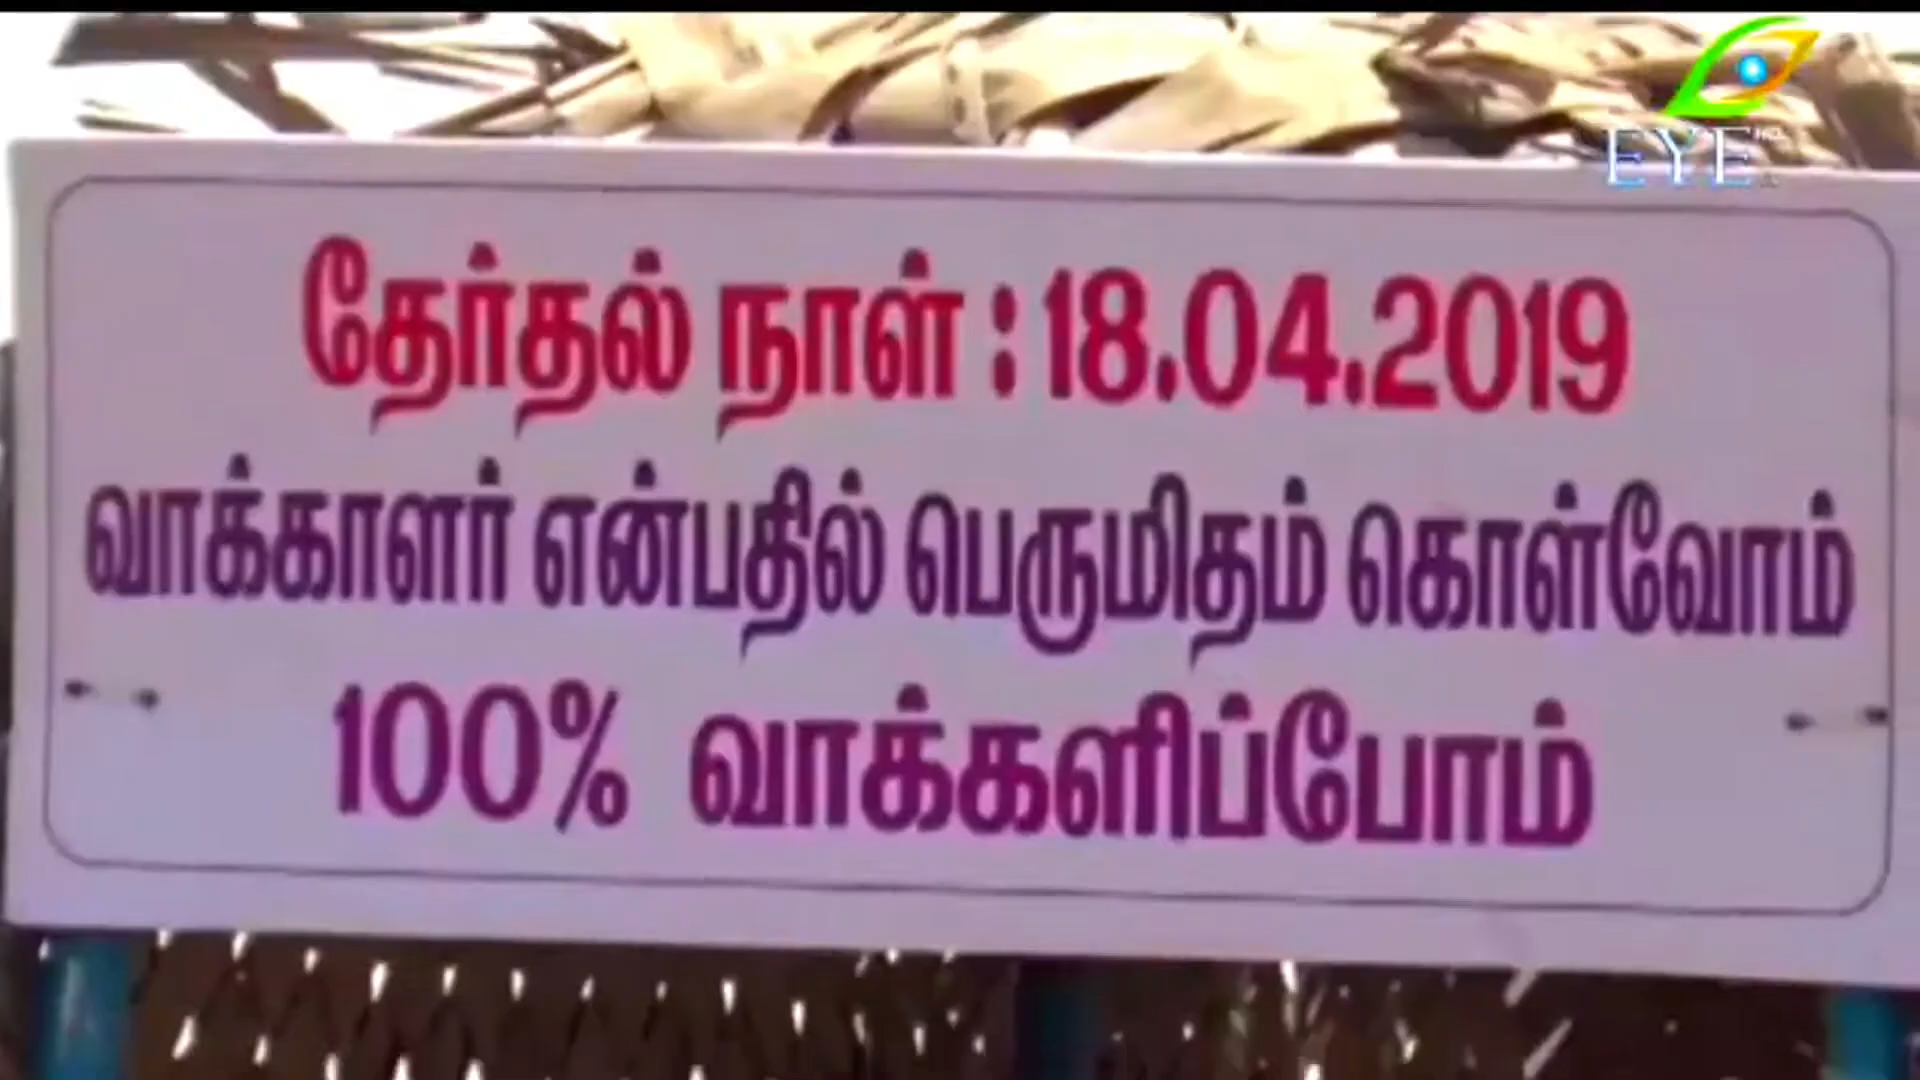 EYE
தேர்தல் நாள் : 18.04.2019
வாக்காளர் என்பதில் பெருமிதம் கொள்வோம்
100% வாக்களிப்போம்